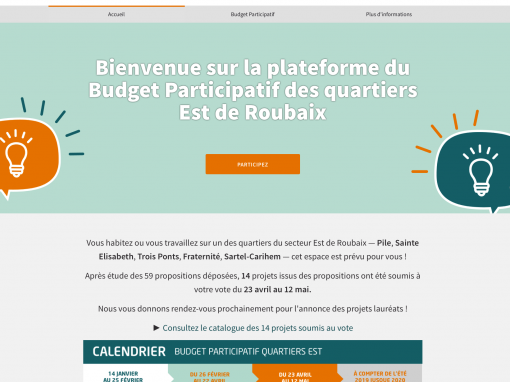 Accueil
Budget Participatif
Plus d'informations
Bienvenue sur la plateforme du
Budget Participatif des quartiers
Est de Roubaix
PARTICIPEZ
Vous habitez ou vous travaillez sur un des quartiers du secteur Est de Roubaix — Pile, Sainte
Elisabeth, Trois Ponts, Fraternité, Sartel-Carihem — cet espace est prévu pour vous !
Après étude des 59 propositions déposées, 14 projets issus des propositions ont été soumis à
votre vote du 23 avril au 12 mai.
Nous vous donnons rendez-vous prochainement pour l'annonce des projets lauréats !
► Consultez le catalogue des 14 projets soumis au vote
CALENDRIER BUDGET PARTICIPATIF QUARTIERS EST
14 JANVIER
AU 25 FÉVRIER
DU 26 FÉVRIER
AU 22 AVRIL
DU 23 AVRIL
AU 12 MAI
À COMPTER DE L'ÉTÉ
2019 JUSQUE 2020